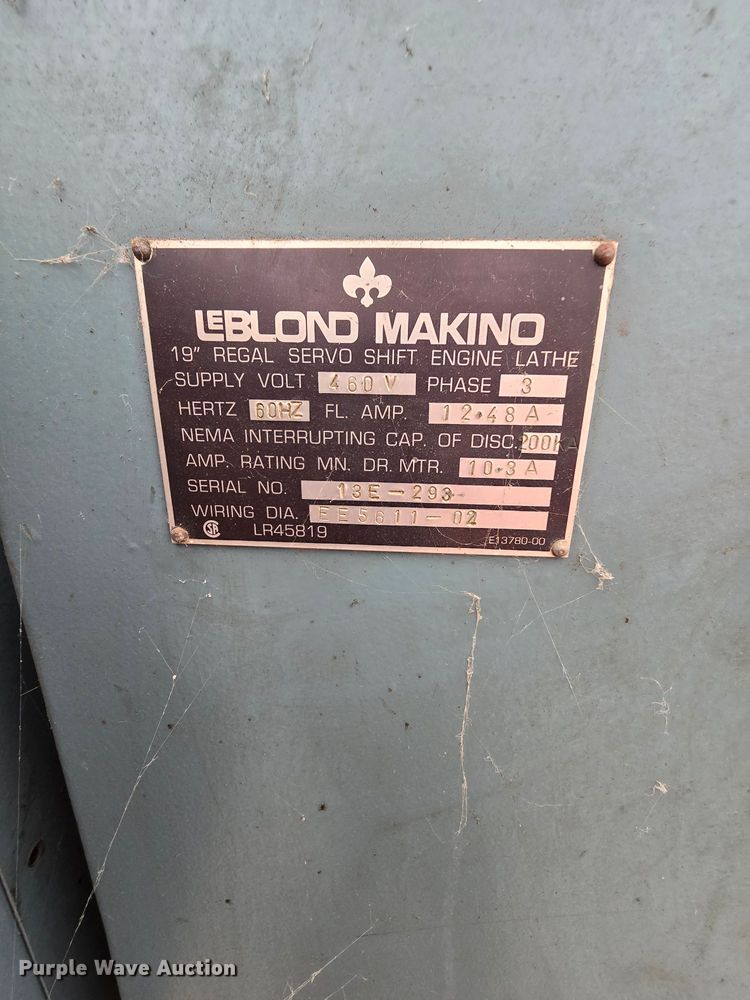 LEBLOND MAKINO
19" REGAL SERVO SHIFT ENGINE LATHE
SUPPLY VOLT 460V PHASE 3
HERTZ 60HZ FL. AMP. 12.48A
NEMA INTERRUPTING CAP. OF DISC. 200KA
AMP. RATING MN. DR. MTR. 10.3A
SERIAL NO. 13E-293
WIRING DIA. EE5611-02
SA LR45819 E13780-00
Purple Wave Auction